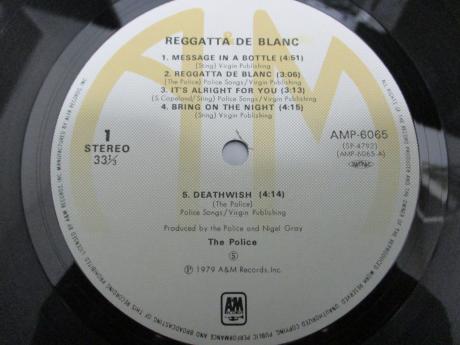 REGGATTA DE BLANC
1. MESSAGE IN A BOTTLE (4:51)
(Sting) Virgin Publishing
2. REGGATTA DE BLANC (3:06)
(The Police) Police Songs/Virgin Publishing
3. IT'S ALRIGHT FOR YOU (3:13)
(S Copeland/Sting) Police Songs/Virgin Publishing
4. BRING ON THE NIGHT (4:15)
(Sting) Virgin Publishing
1
STEREO
33⅓
AMP-6065
(SP-4792)
(AMP-6065-A)
5. DEATHWISH (4:14)
(The Police)
Police Songs/Virgin Publishing
Produced by the Police and Nigel Gray
The Police
Ⓢ
Ⓟ 1979 A&M Records, Inc.
A&M
RECORDS